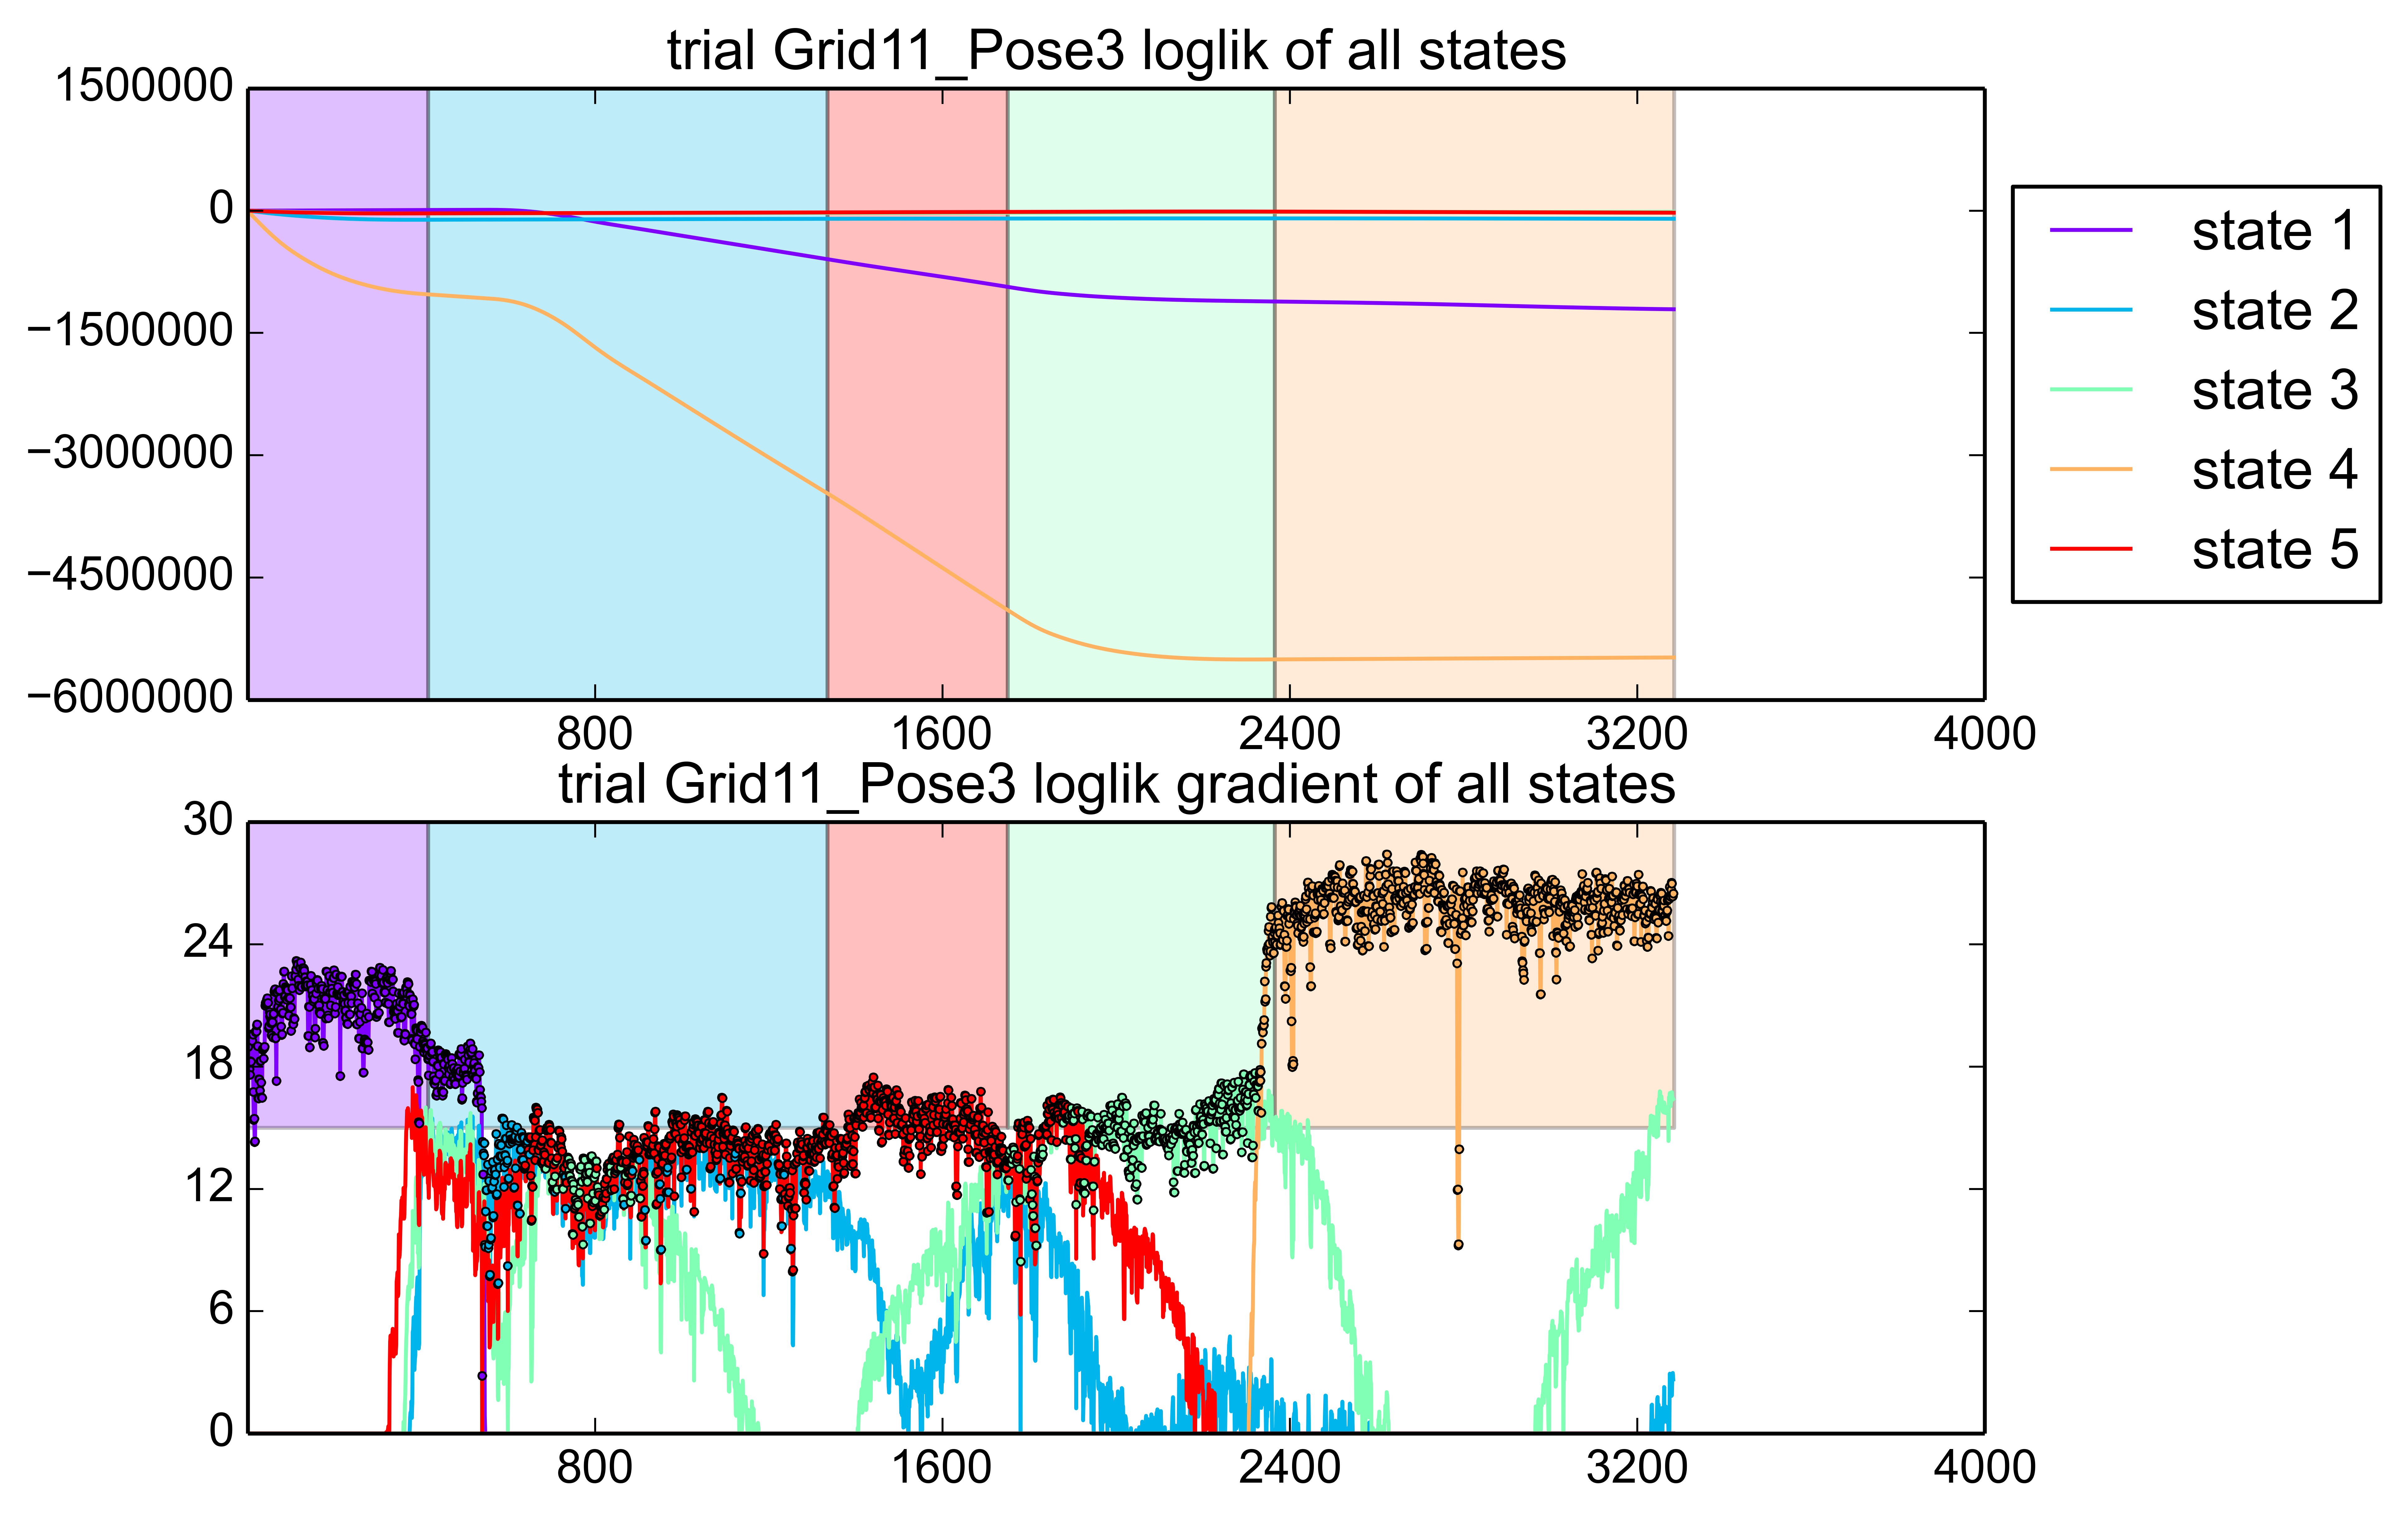 trial Grid11_Pose3 loglik of all states
1500000
0
−1500000
−3000000
−4500000
−6000000
800 1600 2400 3200 4000
state 1
state 2
state 3
state 4
state 5
trial Grid11_Pose3 loglik gradient of all states
30
24
18
12
6
0
800 1600 2400 3200 4000